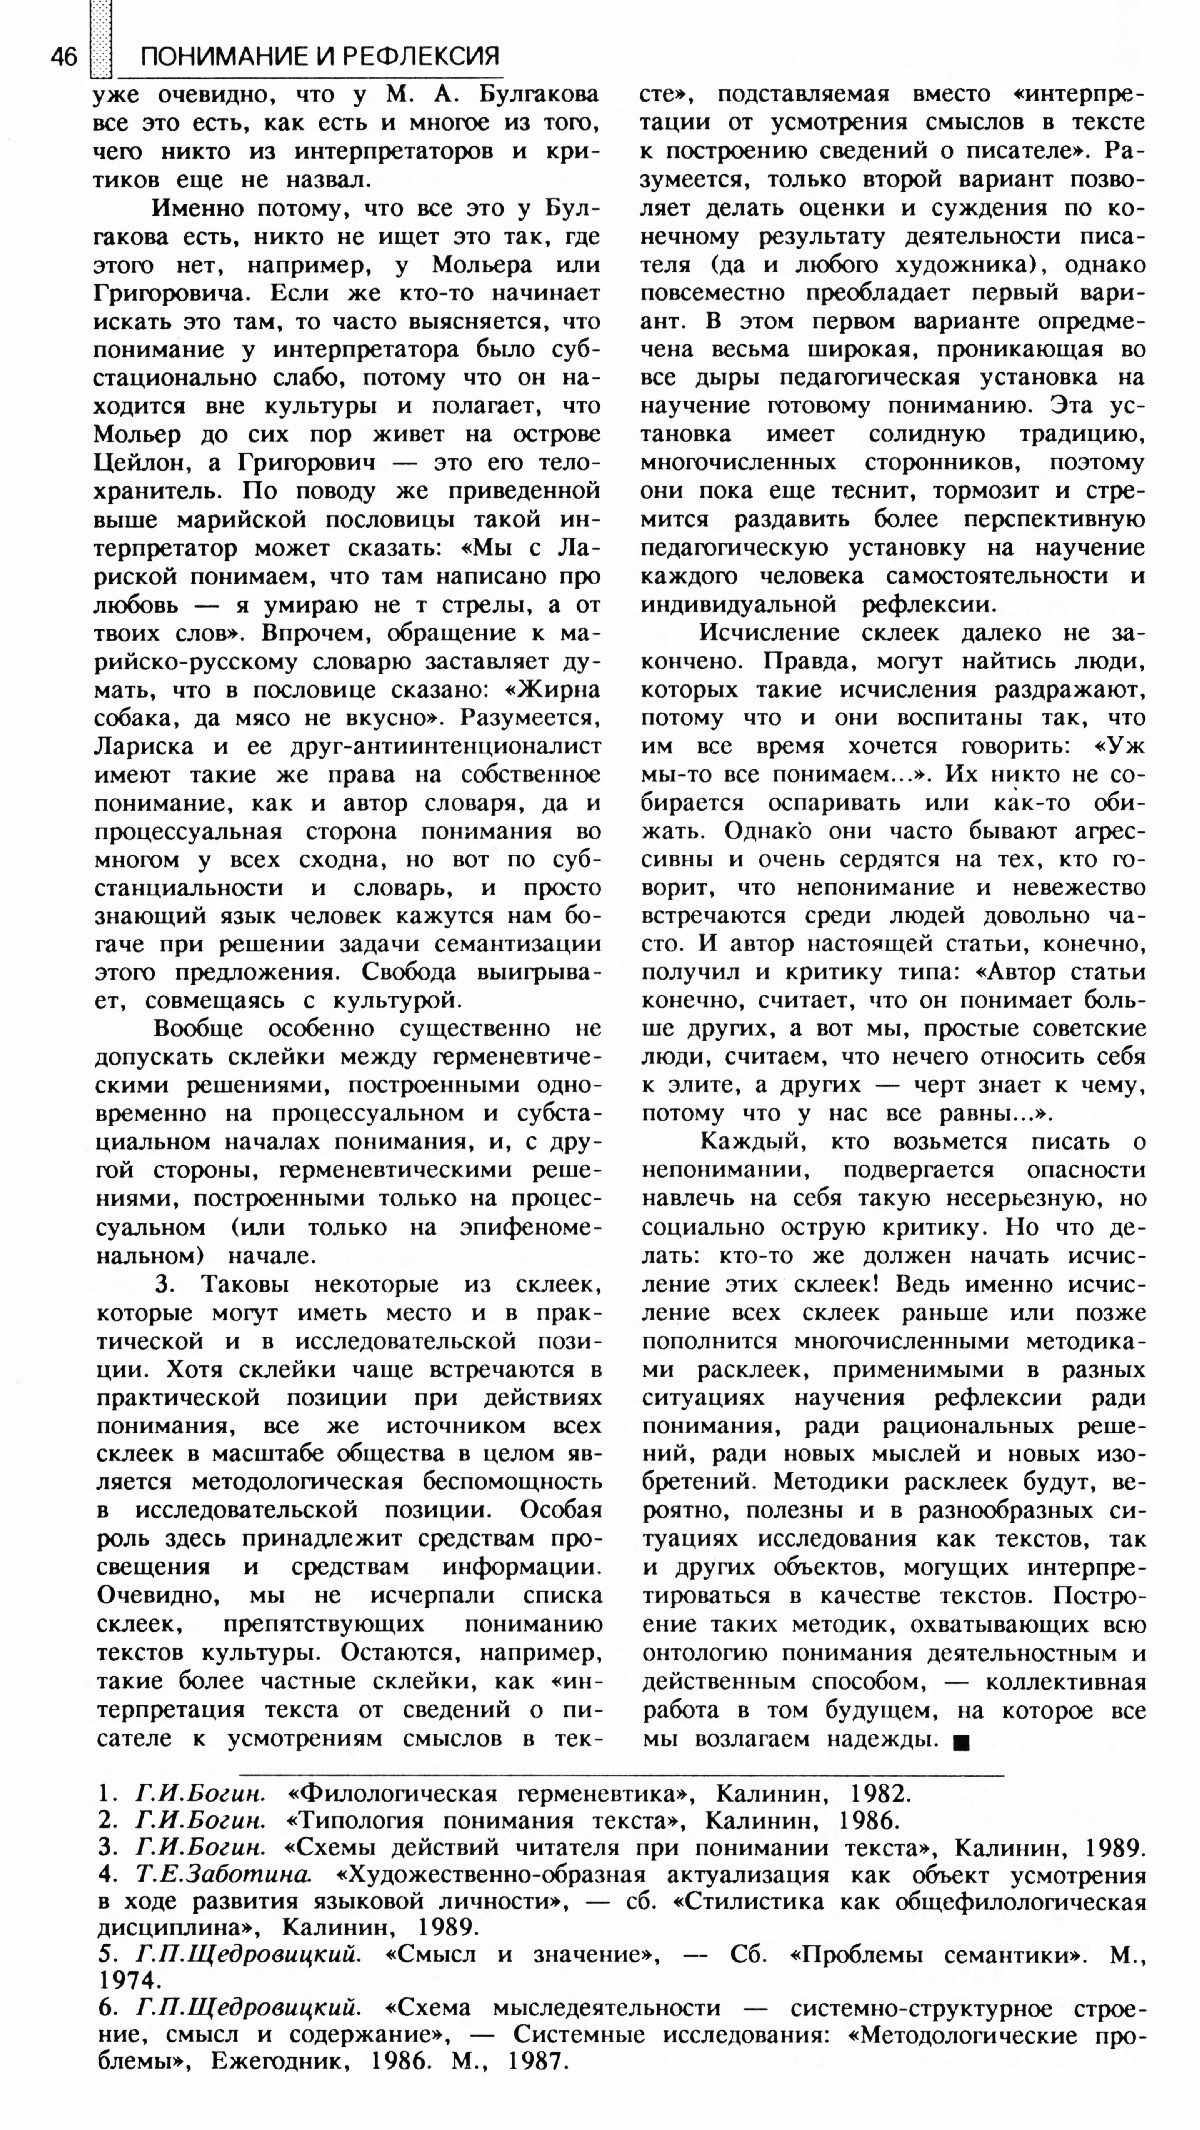 46
ПОНИМАНИЕ И РЕФЛЕКСИЯ
уже очевидно, что у М. А. Булгакова
все это есть, как есть и многое из того,
чего никто из интерпретаторов и кри-
тиков еще не назвал.
Именно потому, что все это у Бул-
гакова есть, никто не ищет это так, где
этого нет, например, у Мольера или
Григоровича. Если же кто-то начинает
искать это там, то часто выясняется, что
понимание у интерпретатора было суб-
стационально слабо, потому что он на-
ходится вне культуры и полагает, что
Мольер до сих пор живет на острове
Цейлон, а Григорович — это его тело-
хранитель. По поводу же приведенной
выше марийской пословицы такой ин-
терпретатор может сказать: «Мы с Ла-
риской понимаем, что там написано про
любовь — я умираю не т стрелы, а от
твоих слов». Впрочем, обращение к ма-
рийско-русскому словарю заставляет ду-
мать, что в пословице сказано: «Жирна
собака, да мясо не вкусно». Разумеется,
Лариска и ее друг-антиинтенционалист
имеют такие же права на собственное
понимание, как и автор словаря, да и
процессуальная сторона понимания во
многом у всех сходна, но вот по суб-
станциальности и словарь, и просто
знающий язык человек кажутся нам бо-
гаче при решении задачи семантизации
этого предложения. Свобода выигрыва-
ет, совмещаясь с культурой.
Вообще особенно существенно не
допускать склейки между герменевтиче-
скими решениями, построенными одно-
временно на процессуальном и субста-
циальном началах понимания, и, с дру-
гой стороны, герменевтическими реше-
ниями, построенными только на процес-
суальном (или только на эпифеноме-
нальном) начале.
3. Таковы некоторые из склеек,
которые могут иметь место и в прак-
тической и в исследовательской пози-
ции. Хотя склейки чаще встречаются в
практической позиции при действиях
понимания, все же источником всех
склеек в масштабе общества в целом яв-
ляется методологическая беспомощность
в исследовательской позиции. Особая
роль здесь принадлежит средствам про-
свещения и средствам информации.
Очевидно, мы не исчерпали списка
склеек, препятствующих пониманию
текстов культуры. Остаются, например,
такие более частные склейки, как «ин-
терпретация текста от сведений о пи-
сателе к усмотрениям смыслов в тек-
сте», подставляемая вместо «интерпре-
тации от усмотрения смыслов в тексте
к построению сведений о писателе». Ра-
зумеется, только второй вариант позво-
ляет делать оценки и суждения по ко-
нечному результату деятельности писа-
теля (да и любого художника), однако
повсеместно преобладает первый вари-
ант. В этом первом варианте опредме-
чена весьма широкая, проникающая во
все дыры педагогическая установка на
научение готовому пониманию. Эта ус-
тановка имеет солидную традицию,
многочисленных сторонников, поэтому
они пока еще теснит, тормозит и стре-
мится раздавить более перспективную
педагогическую установку на научение
каждого человека самостоятельности и
индивидуальной рефлексии.
Исчисление склеек далеко не за-
кончено. Правда, могут найтись люди,
которых такие исчисления раздражают,
потому что и они воспитаны так, что
им все время хочется говорить: «Уж
мы-то все понимаем...». Их никто не со-
бирается оспаривать или как-то оби-
жать. Однако они часто бывают агрес-
сивны и очень сердятся на тех, кто го-
ворит, что непонимание и невежество
встречаются среди людей довольно ча-
сто. И автор настоящей статьи, конечно,
получил и критику типа: «Автор статьи
конечно, считает, что он понимает боль-
ше других, а вот мы, простые советские
люди, считаем, что нечего относить себя
к элите, а других — черт знает к чему,
потому что у нас все равны...».
Каждый, кто возьмется писать о
непонимании, подвергается опасности
навлечь на себя такую несерьезную, но
социально острую критику. Но что де-
лать: кто-то же должен начать исчис-
ление этих склеек! Ведь именно исчис-
ление всех склеек раньше или позже
пополнится многочисленными методика-
ми расклеек, применимыми в разных
ситуациях научения рефлексии ради
понимания, ради рациональных реше-
ний, ради новых мыслей и новых изо-
бретений. Методики расклеек будут, ве-
роятно, полезны и в разнообразных си-
туациях исследования как текстов, так
и других объектов, могущих интерпре-
тироваться в качестве текстов. Постро-
ение таких методик, охватывающих всю
онтологию понимания деятельностным и
действенным способом, — коллективная
работа в том будущем, на которое все
мы возлагаем надежды. ■
1. Г.И.Богин. «Филологическая герменевтика», Калинин, 1982.
2. Г.И.Богин. «Типология понимания текста», Калинин, 1986.
3. Г.И.Богин. «Схемы действий читателя при понимании текста», Калинин, 1989.
4. Т.Е.Заботина. «Художественно-образная актуализация как объект усмотрения
в ходе развития языковой личности», — сб. «Стилистика как общефилологическая
дисциплина», Калинин, 1989.
5. Г.П.Щедровицкий. «Смысл и значение», — Сб. «Проблемы семантики». М.,
1974.
6. Г.П.Щедровицкий. «Схема мыследеятельности — системно-структурное строе-
ние, смысл и содержание», — Системные исследования: «Методологические про-
блемы», Ежегодник, 1986. М., 1987.